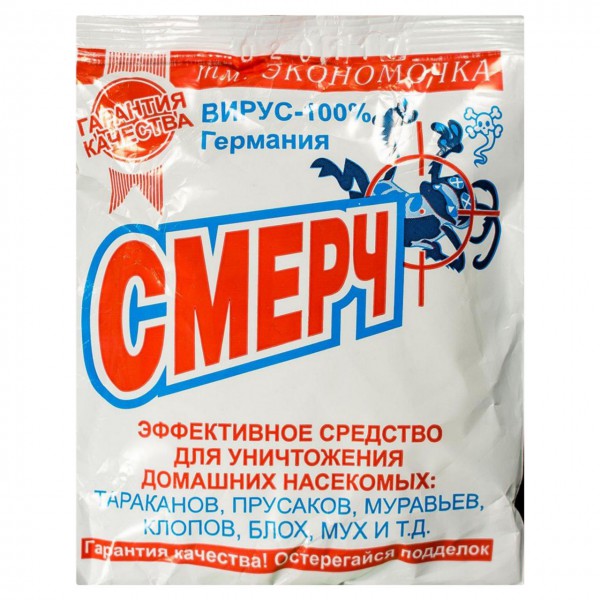 т.м. ЭКОНОМОЧКА
ГАРАНТИЯ
КАЧЕСТВА
ВИРУС-100%
Германия
СМЕРЧ
ЭФФЕКТИВНОЕ СРЕДСТВО
ДЛЯ УНИЧТОЖЕНИЯ
ДОМАШНИХ НАСЕКОМЫХ:
ТАРАКАНОВ, ПРУСАКОВ, МУРАВЬЕВ,
КЛОПОВ, БЛОХ, МУХ И Т.Д.
Гарантия качества! Остерегайся подделок